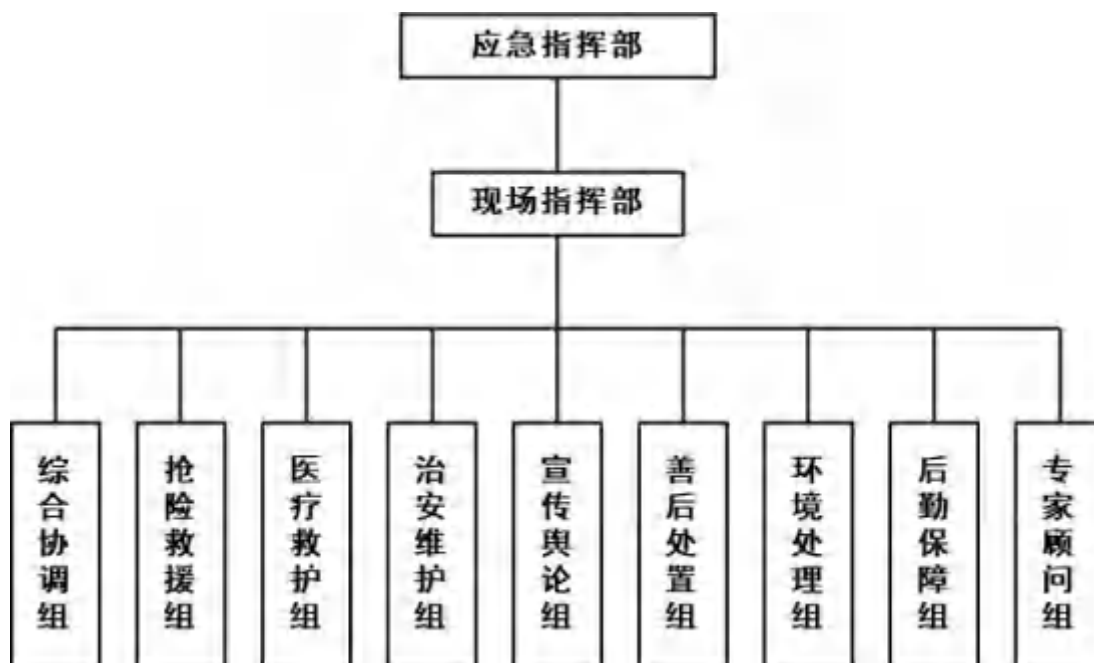 应急指挥部
现场指挥部
综合协调组
抢险救援组
医疗救护组
治安维护组
宣传舆论组
善后处置组
环境处理组
后勤保障组
专家顾问组